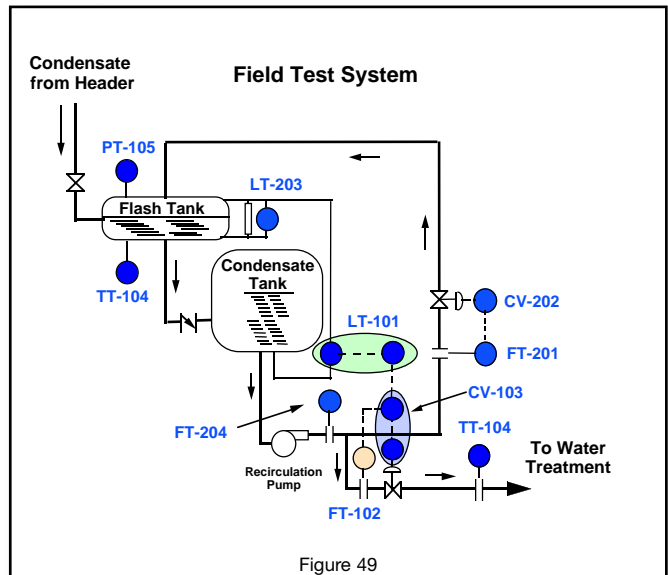 Condensate
from Header
Field Test System
PT-105
LT-203
Flash Tank
TT-104
Condensate
Tank
LT-101
CV-202
FT-201
CV-103
FT-204
TT-104
To Water
Treatment
Recirculation
Pump
FT-102
Figure 49